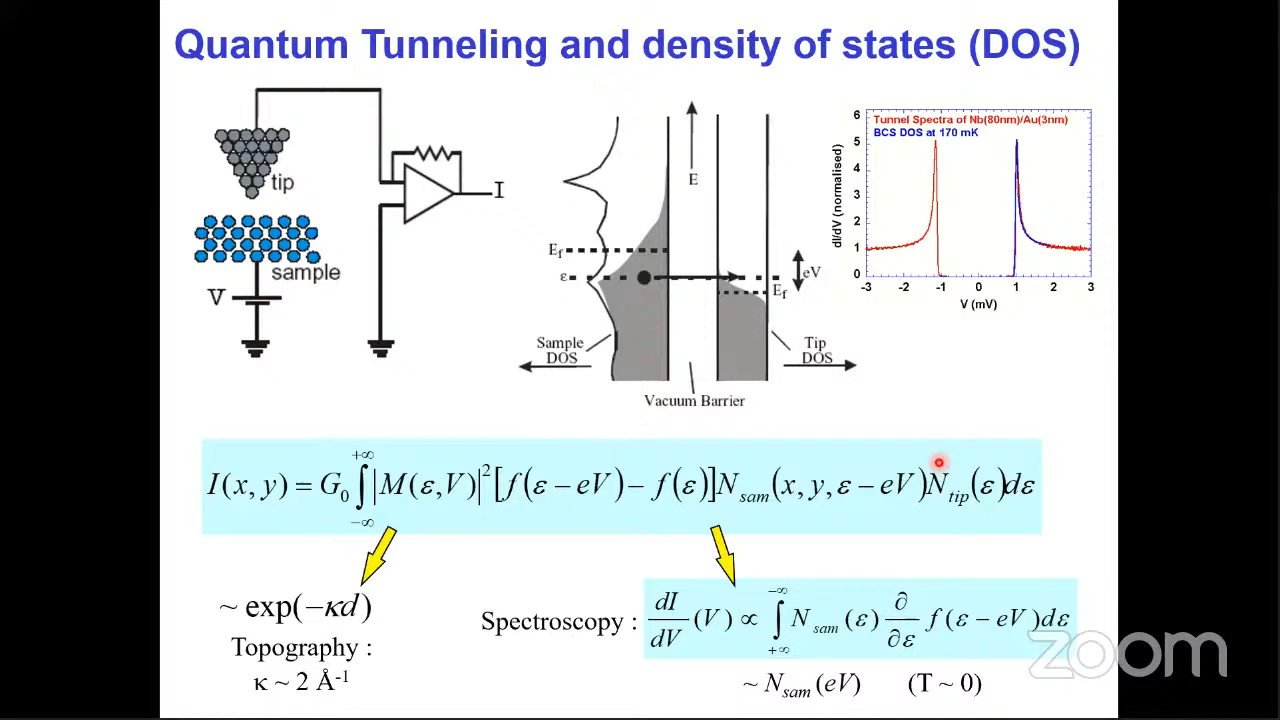 Quantum Tunneling and density of states (DOS)
tip
sample
V
I
E
E_f
ε
eV
E_f
Sample DOS
Tip DOS
Vacuum Barrier
Tunnel Spectra of Nb(80nm)/Au(3nm)
BCS DOS at 170 mK
dI/dV (normalised)
6
5
4
3
2
1
0
-3 -2 -1 0 1 2 3
V (mV)
I(x, y) = G_0 ∫_{-∞}^{+∞} |M(ε,V)|^2 [f(ε − eV) − f(ε)] N_sam(x, y, ε − eV) N_tip(ε) dε
~ exp(−κd)
Topography :
κ ~ 2 Å^-1
Spectroscopy : dI/dV (V) ∝ ∫_{+∞}^{-∞} N_sam(ε) ∂/∂ε f(ε − eV) dε
~ N_sam(eV) (T ~ 0)
zoom